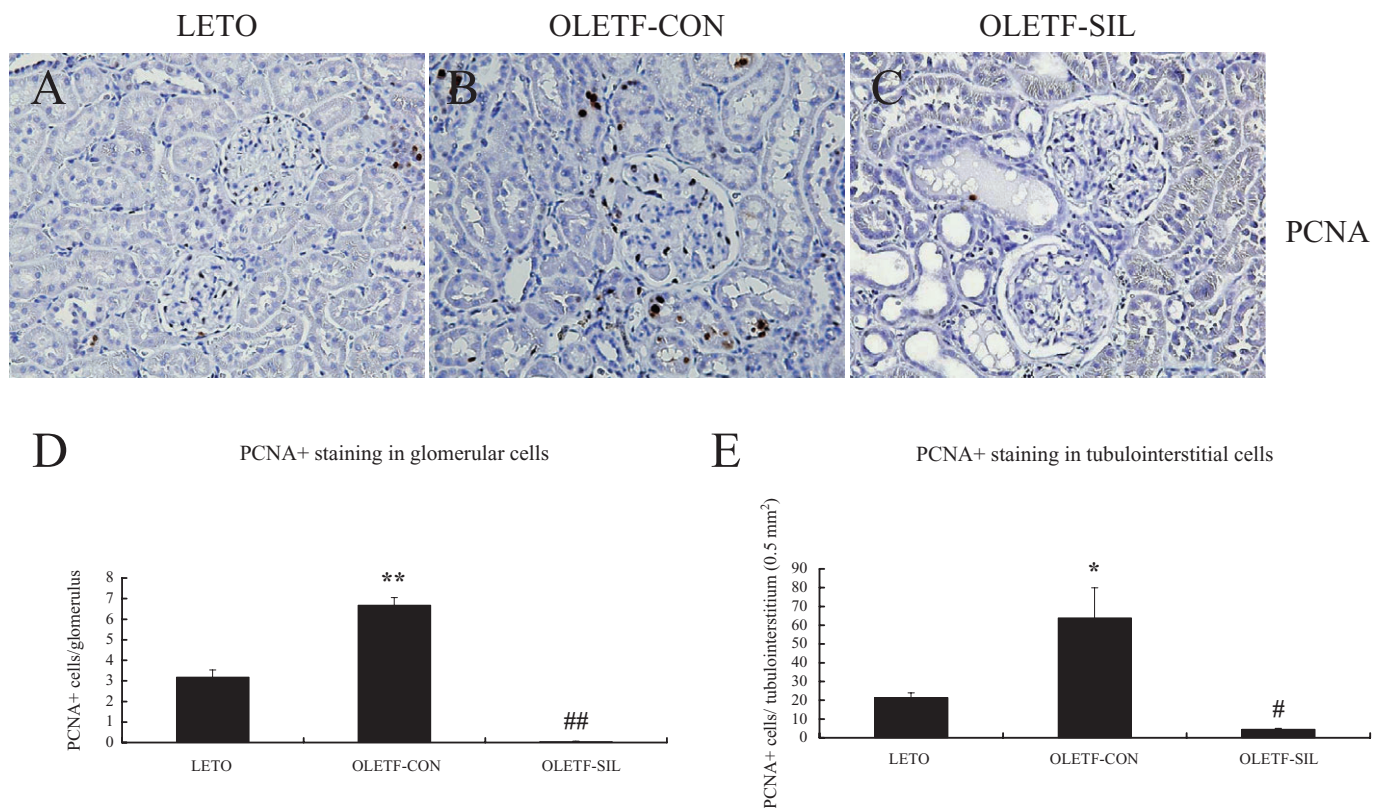 LETO
OLETF-CON
OLETF-SIL
A
B
C
PCNA
D
PCNA+ staining in glomerular cells
PCNA+ cells/glomerulus
8
7
6
5
4
3
2
1
0
**
##
LETO
OLETF-CON
OLETF-SIL
E
PCNA+ staining in tubulointerstitial cells
PCNA+ cells/ tubulointerstitium (0.5 mm²)
90
80
70
60
50
40
30
20
10
0
*
#
LETO
OLETF-CON
OLETF-SIL